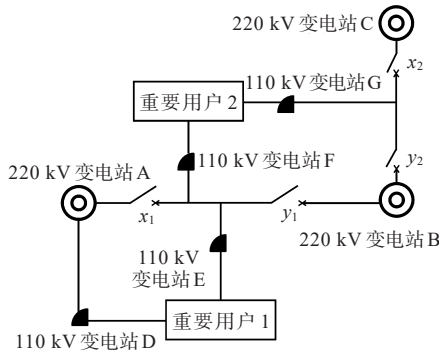 220 kV 变电站 C
x2
110 kV 变电站 G
重要用户 2
y2
110 kV 变电站 F
220 kV 变电站 A
x1
y1
220 kV 变电站 B
110 kV
变电站 E
重要用户 1
110 kV 变电站 D